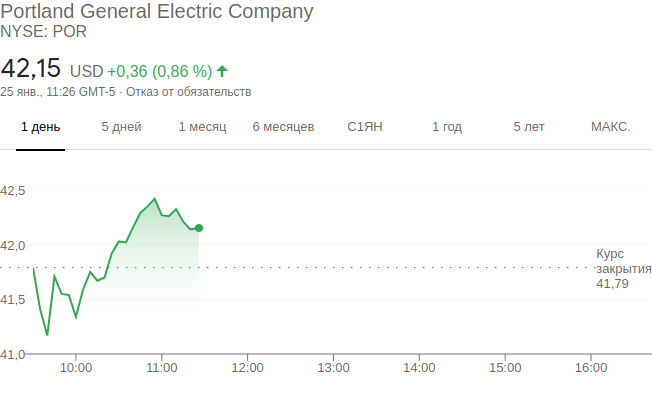 Portland General Electric Company
NYSE: POR
42,15 USD +0,36 (0,86 %)
25 янв., 11:26 GMT-5 · Отказ от обязательств
1 день 5 дней 1 месяц 6 месяцев С1ЯН 1 год 5 лет МАКС.
42,5
42,0
Курс
закрытия
41,79
41,5
41,0
10:00 11:00 12:00 13:00 14:00 15:00 16:00